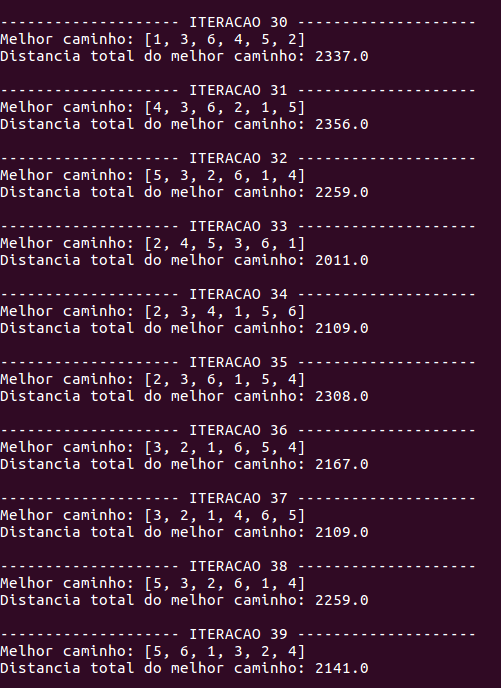 -------------------- ITERACAO 30 --------------------
Melhor caminho: [1, 3, 6, 4, 5, 2]
Distancia total do melhor caminho: 2337.0
-------------------- ITERACAO 31 --------------------
Melhor caminho: [4, 3, 6, 2, 1, 5]
Distancia total do melhor caminho: 2356.0
-------------------- ITERACAO 32 --------------------
Melhor caminho: [5, 3, 2, 6, 1, 4]
Distancia total do melhor caminho: 2259.0
-------------------- ITERACAO 33 --------------------
Melhor caminho: [2, 4, 5, 3, 6, 1]
Distancia total do melhor caminho: 2011.0
-------------------- ITERACAO 34 --------------------
Melhor caminho: [2, 3, 4, 1, 5, 6]
Distancia total do melhor caminho: 2109.0
-------------------- ITERACAO 35 --------------------
Melhor caminho: [2, 3, 6, 1, 5, 4]
Distancia total do melhor caminho: 2308.0
-------------------- ITERACAO 36 --------------------
Melhor caminho: [3, 2, 1, 6, 5, 4]
Distancia total do melhor caminho: 2167.0
-------------------- ITERACAO 37 --------------------
Melhor caminho: [3, 2, 1, 4, 6, 5]
Distancia total do melhor caminho: 2109.0
-------------------- ITERACAO 38 --------------------
Melhor caminho: [5, 3, 2, 6, 1, 4]
Distancia total do melhor caminho: 2259.0
-------------------- ITERACAO 39 --------------------
Melhor caminho: [5, 6, 1, 3, 2, 4]
Distancia total do melhor caminho: 2141.0